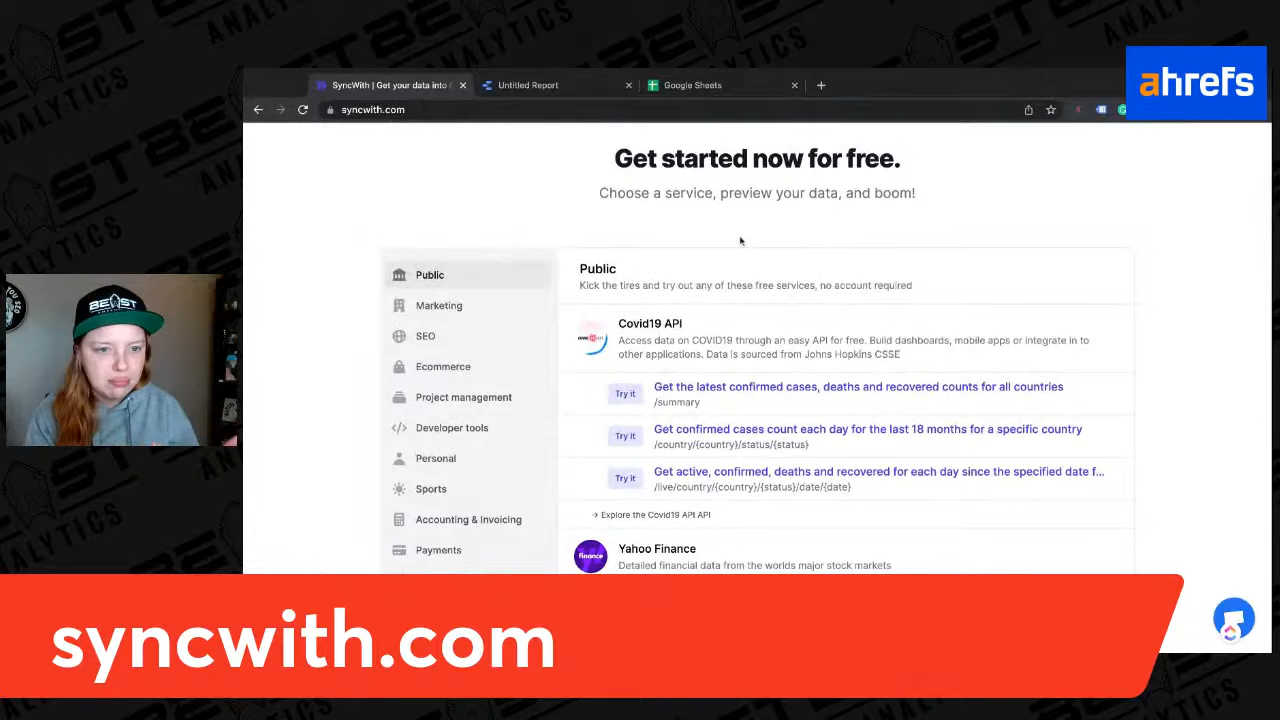 ST BEAST
ANALYTICS
ahrefs
SyncWith | Get your data into
Untitled Report
Google Sheets
syncwith.com
Get started now for free.
Choose a service, preview your data, and boom!
Public
Marketing
SEO
Ecommerce
Project management
Developer tools
Personal
Sports
Accounting & Invoicing
Payments
Public
Kick the tires and try out any of these free services, no account required
Covid19 API
Access data on COVID19 through an easy API for free. Build dashboards, mobile apps or integrate in to
other applications. Data is sourced from Johns Hopkins CSSE
Try it Get the latest confirmed cases, deaths and recovered counts for all countries
/summary
Try it Get confirmed cases count each day for the last 18 months for a specific country
/country/{country}/status/{status}
Try it Get active, confirmed, deaths and recovered for each day since the specified date f...
/live/country/{country}/{status}/date/{date}
→ Explore the Covid19 API API
finance
Yahoo Finance
Detailed financial data from the worlds major stock markets
BEAST
YOU SEO
syncwith.com